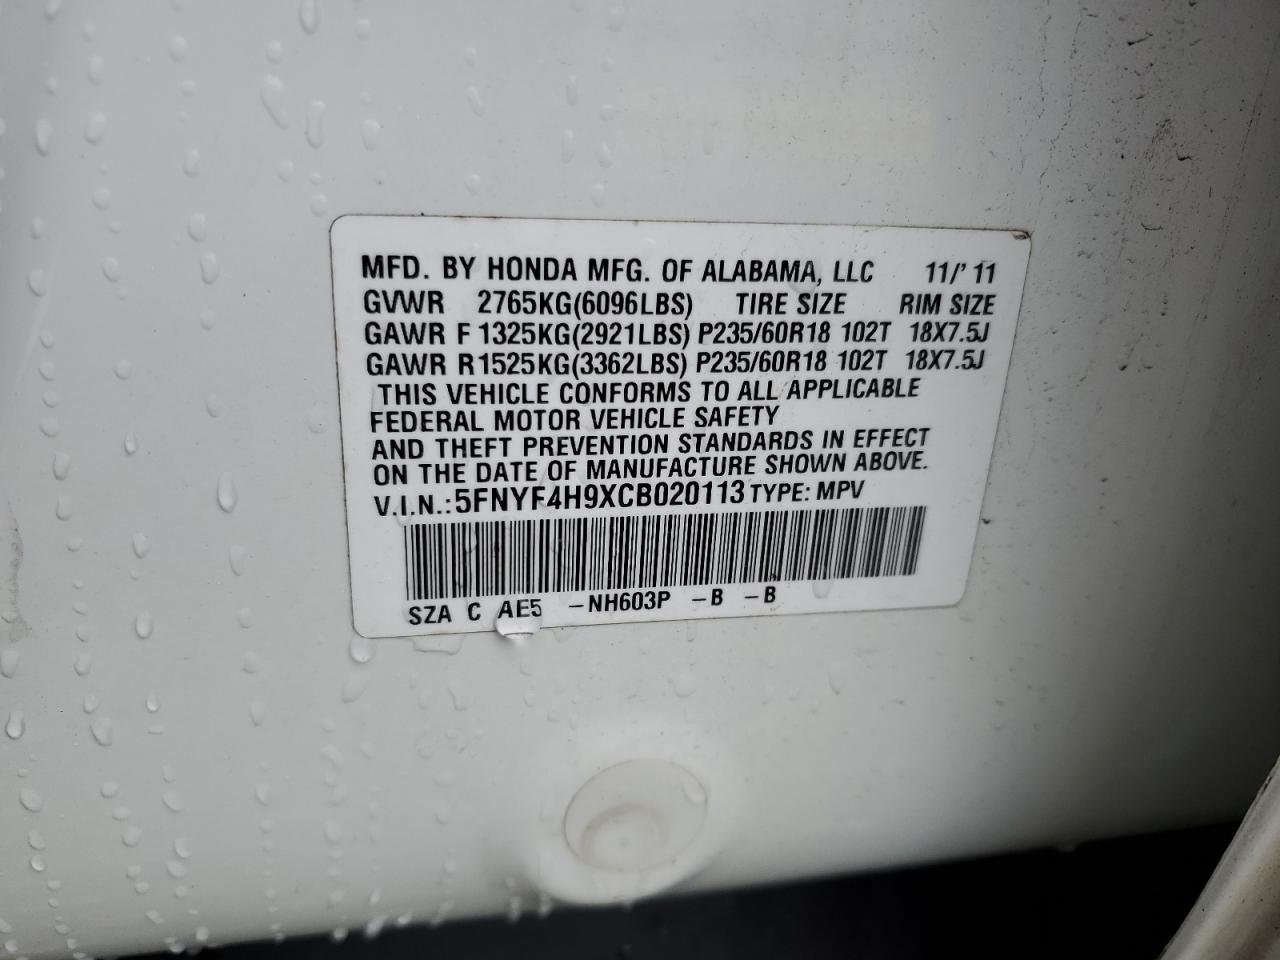 MFD. BY HONDA MFG. OF ALABAMA, LLC 11/'11
GVWR 2765KG(6096LBS) TIRE SIZE RIM SIZE
GAWR F 1325KG(2921LBS) P235/60R18 102T 18X7.5J
GAWR R 1525KG(3362LBS) P235/60R18 102T 18X7.5J
THIS VEHICLE CONFORMS TO ALL APPLICABLE
FEDERAL MOTOR VEHICLE SAFETY
AND THEFT PREVENTION STANDARDS IN EFFECT
ON THE DATE OF MANUFACTURE SHOWN ABOVE.
V.I.N.:5FNYF4H9XCB020113 TYPE: MPV
SZA C AE5 -NH603P -B -B